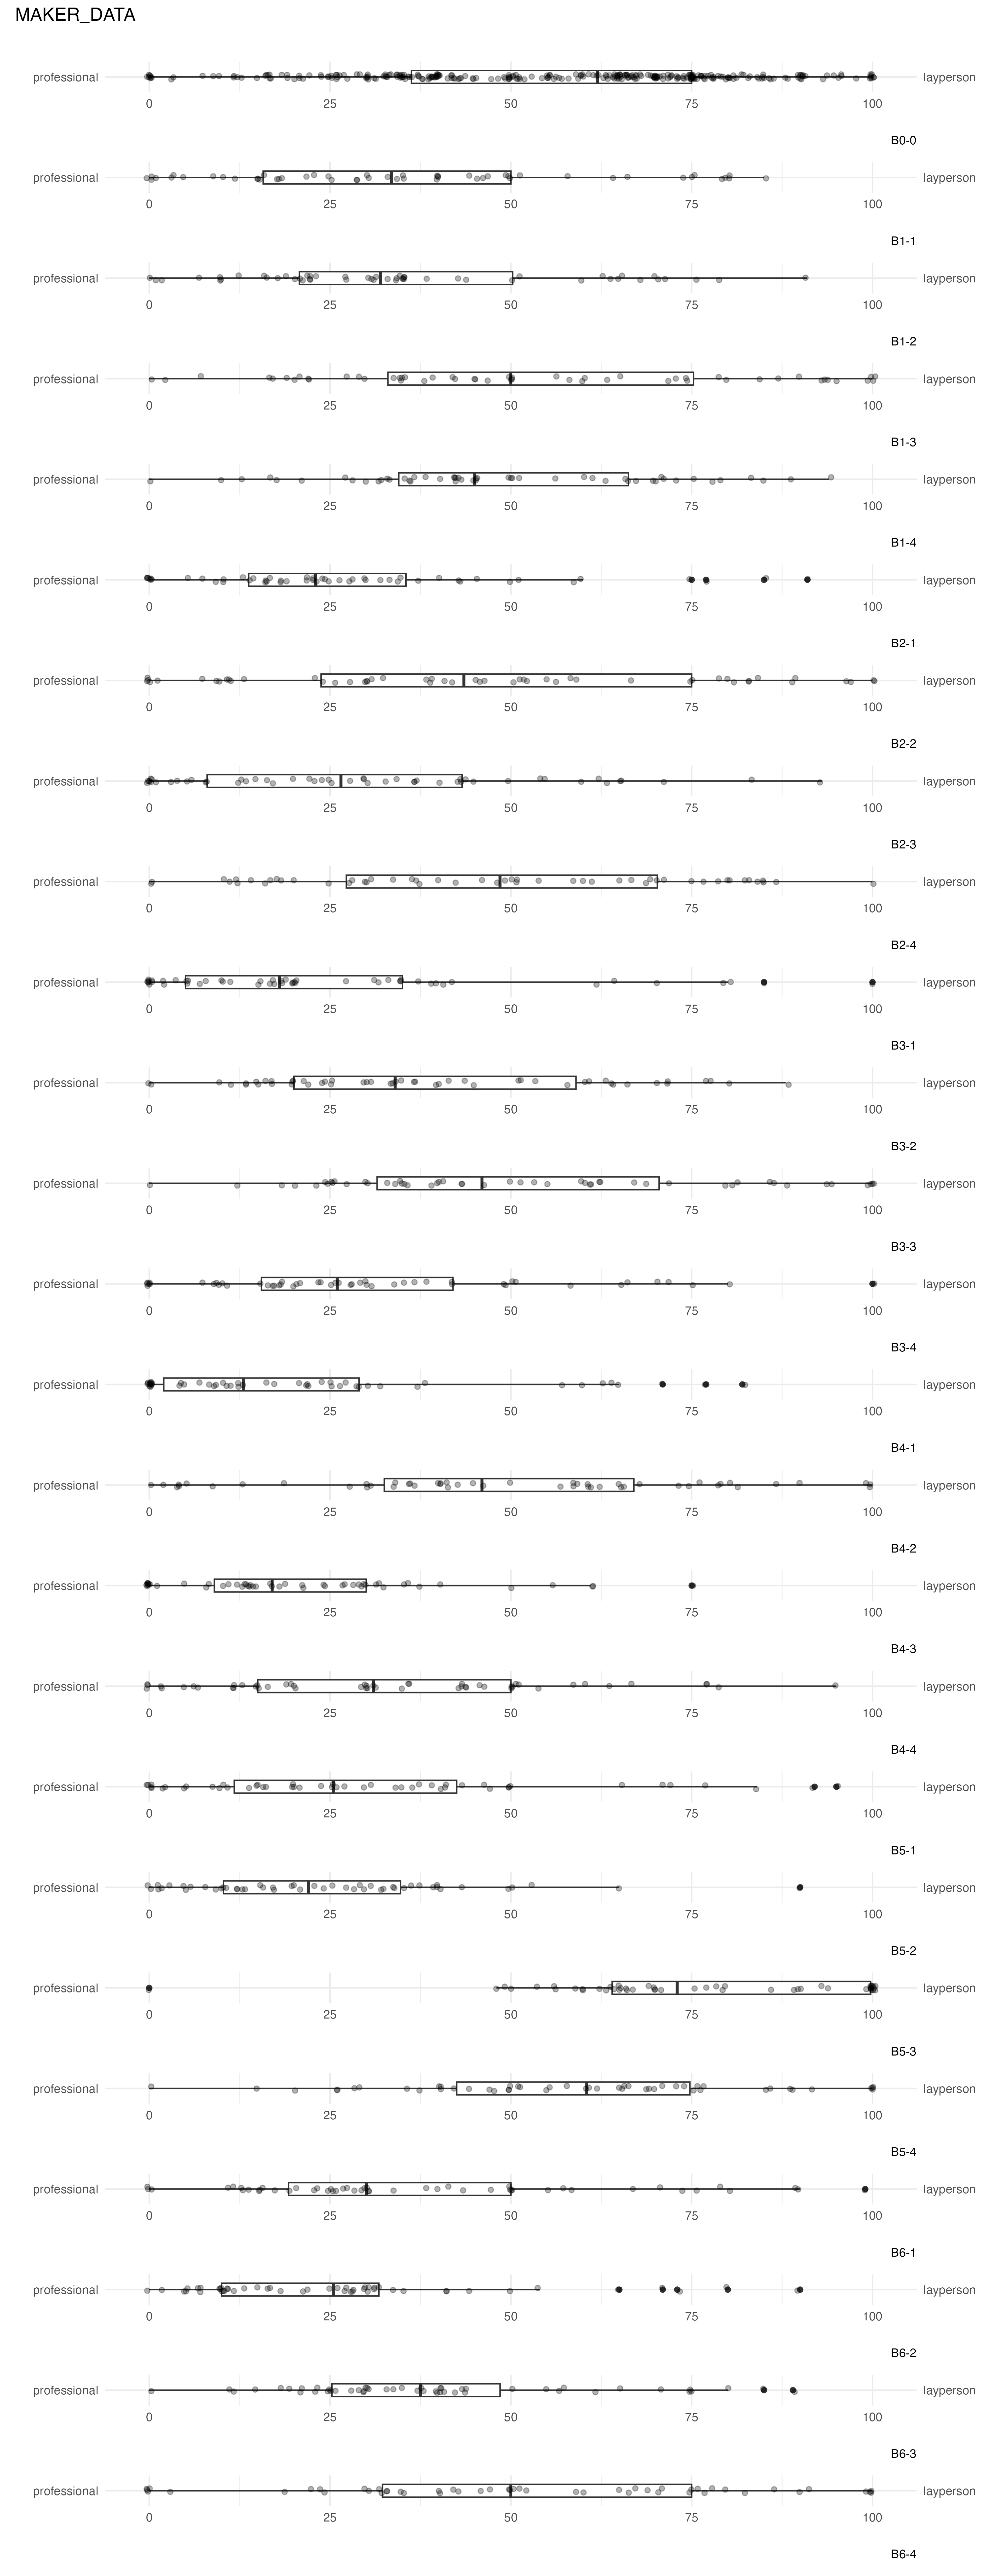 MAKER_DATA
professional layperson
0 25 50 75 100
B0-0
professional layperson
0 25 50 75 100
B1-1
professional layperson
0 25 50 75 100
B1-2
professional layperson
0 25 50 75 100
B1-3
professional layperson
0 25 50 75 100
B1-4
professional layperson
0 25 50 75 100
B2-1
professional layperson
0 25 50 75 100
B2-2
professional layperson
0 25 50 75 100
B2-3
professional layperson
0 25 50 75 100
B2-4
professional layperson
0 25 50 75 100
B3-1
professional layperson
0 25 50 75 100
B3-2
professional layperson
0 25 50 75 100
B3-3
professional layperson
0 25 50 75 100
B3-4
professional layperson
0 25 50 75 100
B4-1
professional layperson
0 25 50 75 100
B4-2
professional layperson
0 25 50 75 100
B4-3
professional layperson
0 25 50 75 100
B4-4
professional layperson
0 25 50 75 100
B5-1
professional layperson
0 25 50 75 100
B5-2
professional layperson
0 25 50 75 100
B5-3
professional layperson
0 25 50 75 100
B5-4
professional layperson
0 25 50 75 100
B6-1
professional layperson
0 25 50 75 100
B6-2
professional layperson
0 25 50 75 100
B6-3
professional layperson
0 25 50 75 100
B6-4